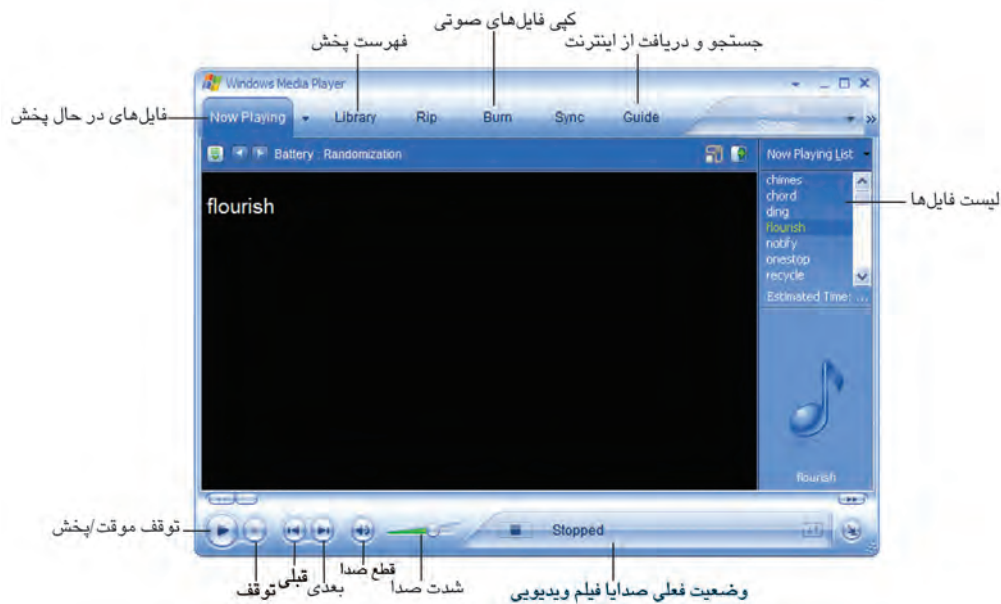 کپی فایل‌های صوتی
فهرست پخش
جستجو و دریافت از اینترنت
Windows Media Player
فایل‌های در حال پخش
Now Playing
Library
Rip
Burn
Sync
Guide
Battery : Randomization
Now Playing List
flourish
chimes
chord
ding
flourish
notify
onestop
recycle
لیست فایل‌ها
Estimated Time: ...
flourish
توقف موقت/پخش
Stopped
توقف
قبلی
بعدی
قطع صدا
شدت صدا
وضعیت فعلی صدایا فیلم ویدیویی